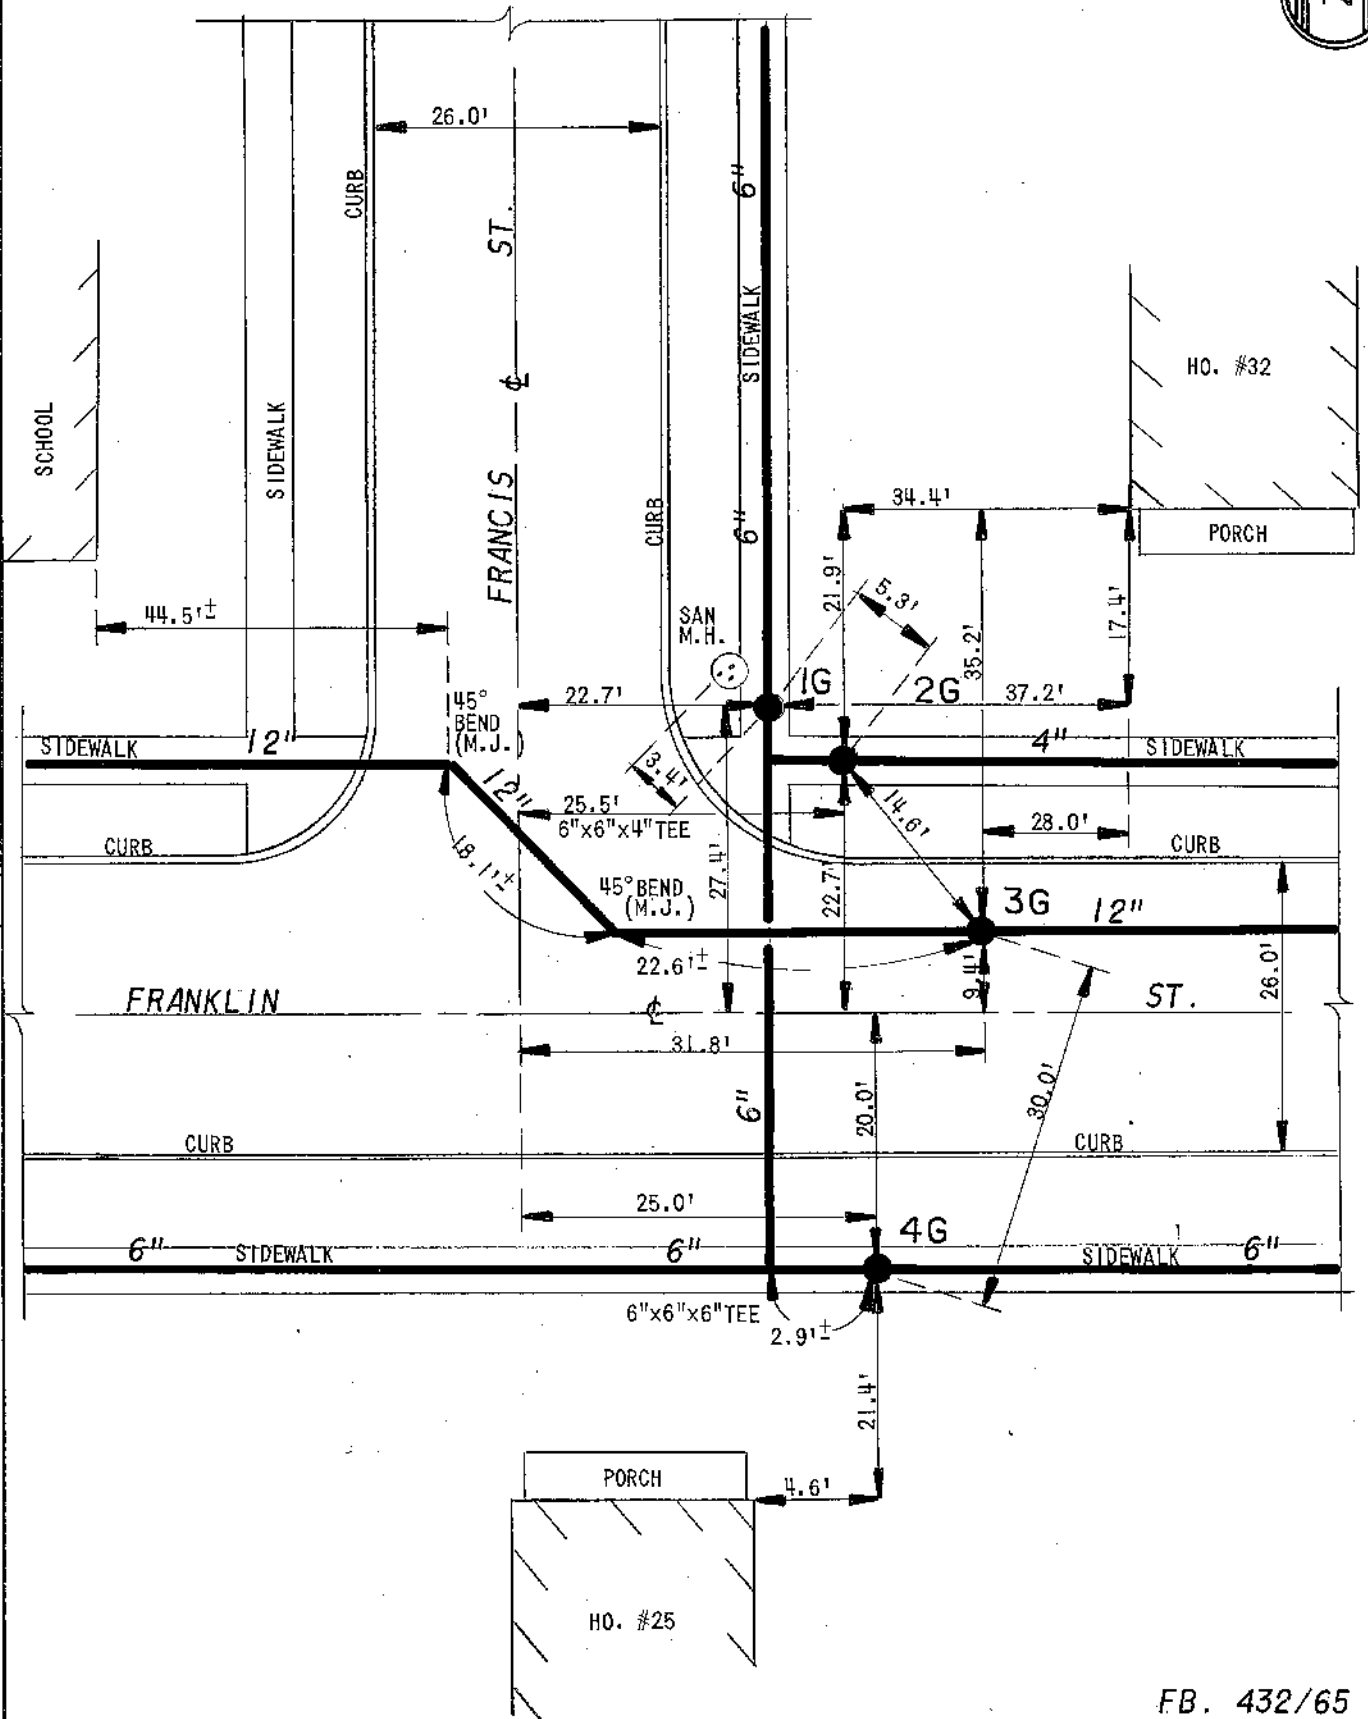 26.0'
CURB
ST.
6"
SIDEWALK
HO. #32
SCHOOL
SIDEWALK
℄
FRANCIS
CURB
6"
34.4'
PORCH
21.9'
5.3'
17.4'
44.5'±
SAN
M.H.
35.2'
1G
2G
22.7'
37.2'
45°
BEND
(M.J.)
SIDEWALK
12"
4"
SIDEWALK
12"
3.4'
25.5'
6"x6"x4" TEE
14.6'
28.0'
CURB
CURB
18.1'±
27.4'
22.7'
45° BEND
(M.J.)
3G
12"
22.6'±
9.4'
26.0'
FRANKLIN
℄
ST.
31.8'
6"
20.0'
30.0'
CURB
CURB
25.0'
4G
6"
SIDEWALK
6"
SIDEWALK
6"
6"x6"x6" TEE
2.9'±
21.4'
PORCH
4.6'
HO. #25
FB. 432/65